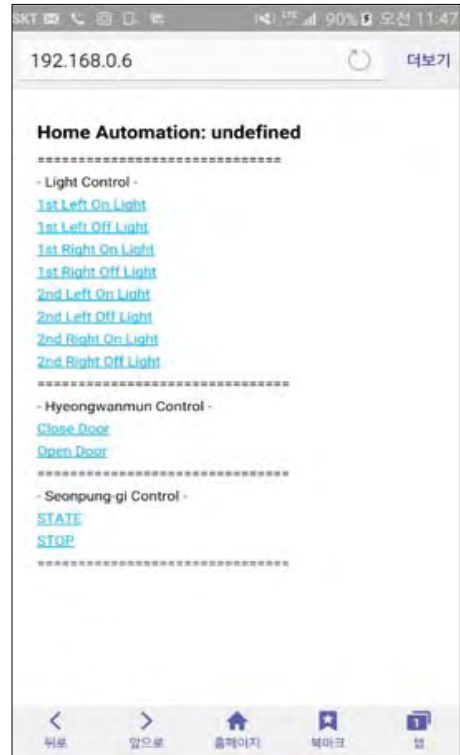 SKT 90% 오전 11:47
192.168.0.6 더보기
Home Automation: undefined
==============================
- Light Control -
1st Left On Light
1st Left Off Light
1st Right On Light
1st Right Off Light
2nd Left On Light
2nd Left Off Light
2nd Right On Light
2nd Right Off Light
===============================
- Hyeongwanmun Control -
Close Door
Open Door
===============================
- Seonpung-gi Control -
STATE
STOP
===============================
뒤로 앞으로 홈페이지 북마크 1 탭